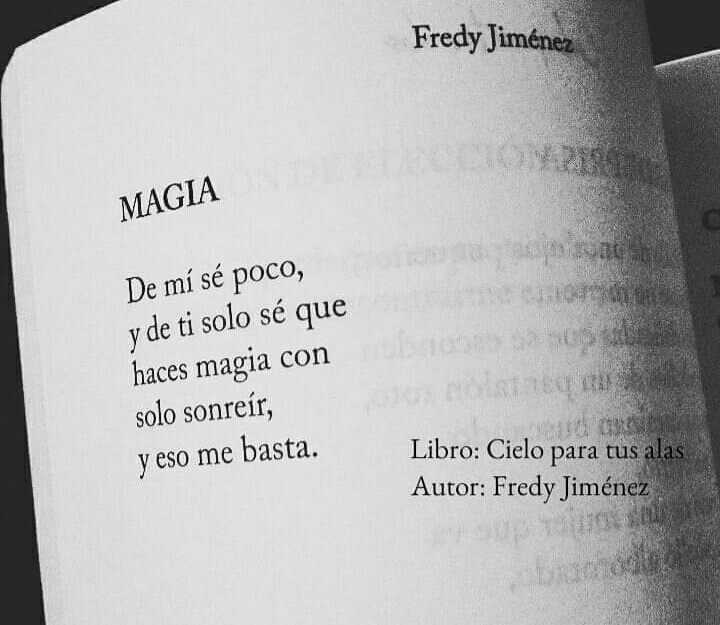 Fredy Jiménez
MAGIA
De mí sé poco,
y de ti solo sé que
haces magia con
solo sonreír,
y eso me basta.
Libro: Cielo para tus alas
Autor: Fredy Jiménez